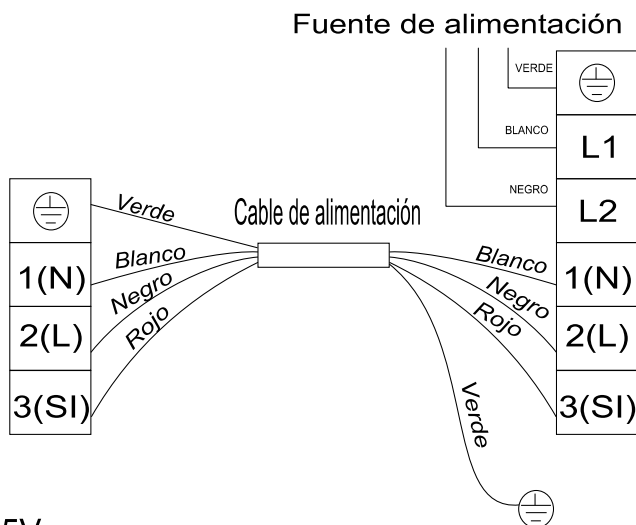 Fuente de alimentación
VERDE
BLANCO
L1
NEGRO
L2
Verde
Cable de alimentación
1(N)
Blanco
Blanco
1(N)
Negro
Negro
2(L)
Rojo
Rojo
2(L)
3(SI)
3(SI)
Verde
5V